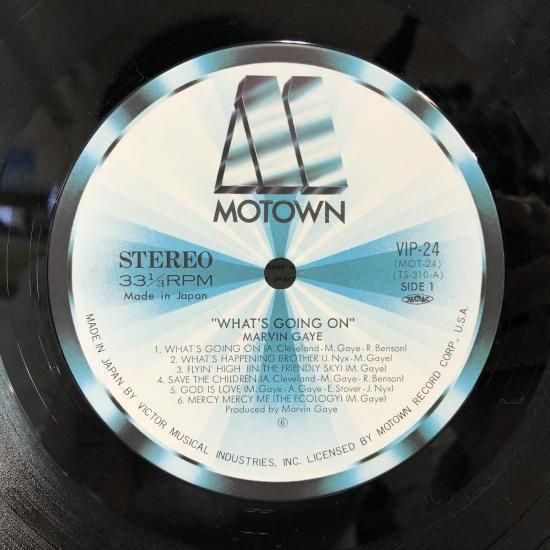 MOTOWN
STEREO
33⅓RPM
Made in Japan
VIP-24
(MOT-24)
(TS-310-A)
SIDE 1
"WHAT'S GOING ON"
MARVIN GAYE
1. WHAT'S GOING ON (A. Cleveland-M. Gaye-R. Benson)
2. WHAT'S HAPPENING BROTHER (J. Nyx-M. Gaye)
3. FLYIN' HIGH (IN THE FRIENDLY SKY) (M. Gaye)
4. SAVE THE CHILDREN (A. Cleveland-M. Gaye-R. Benson)
5. GOD IS LOVE (M. Gaye-A. Gaye-E. Stover-J. Nyx)
6. MERCY MERCY ME (THE ECOLOGY) (M. Gaye)
Produced by Marvin Gaye
6
MADE IN JAPAN BY VICTOR MUSICAL INDUSTRIES, INC. LICENSED BY MOTOWN RECORD CORP., U.S.A.